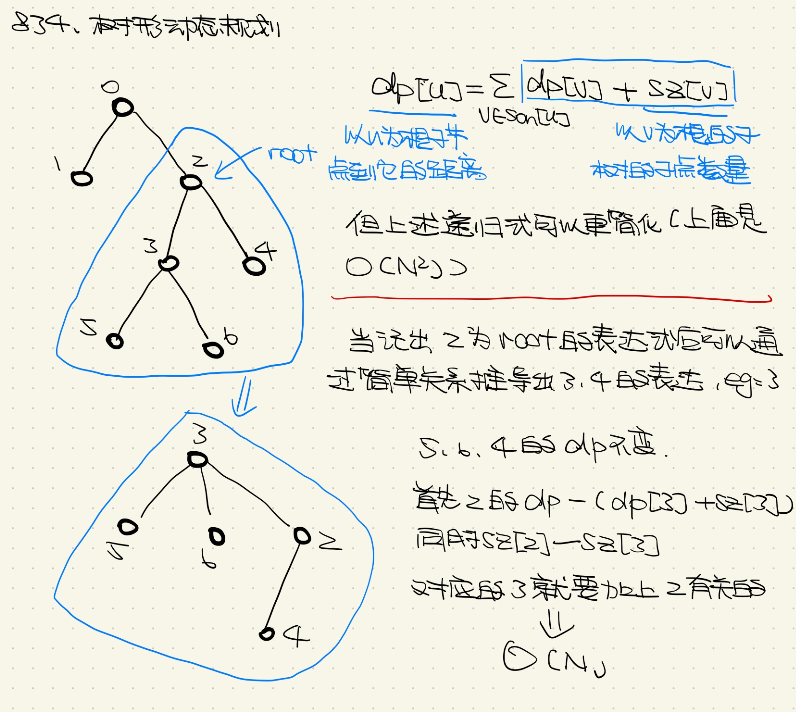 834、树形动态规划
0
1
2
root
3
4
5
6
dp[u] = ∑ dp[v] + sz[v]
v∈son[u]
以u为根子节
点到它的距离
以v为根的子
树的子点数量
但上述递归式可以更简化（上面是
O(N²)）
当记出 2为root的表达式后可以通
过简单关系推导出3、4的表达，eg=3
3
5
6
2
4
5、6、4的dp不变.
首先2的dp-(dp[3]+sz[3])
同时sz[2]-sz[3]
对应的3就要加上2有关的
O(N)